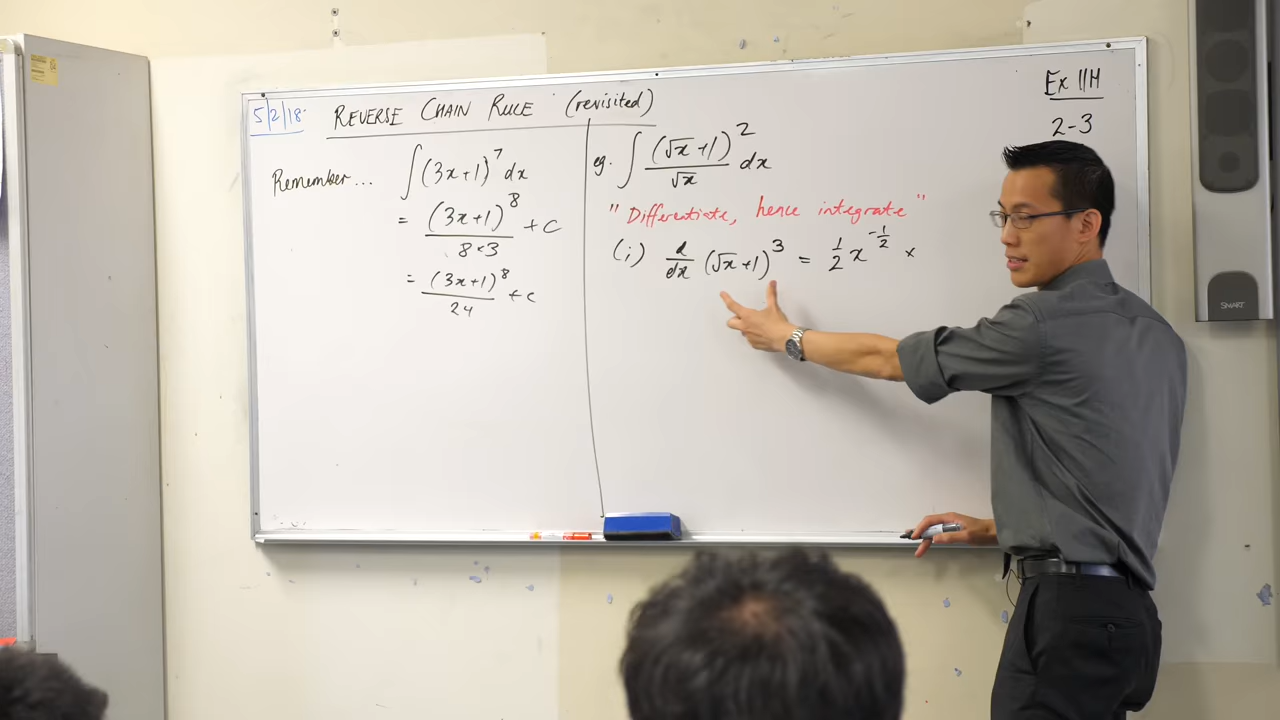 5/2/18
REVERSE CHAIN RULE (revisited)
Remember... ∫(3x+1)⁷ dx
= (3x+1)⁸/(8×3) + c
= (3x+1)⁸/24 + c
eg. ∫ (√x+1)²/√x dx
"Differentiate, hence integrate"
(i) d/dx (√x+1)³ = ½ x^(-½) ×
Ex 11H
2-3
SMART